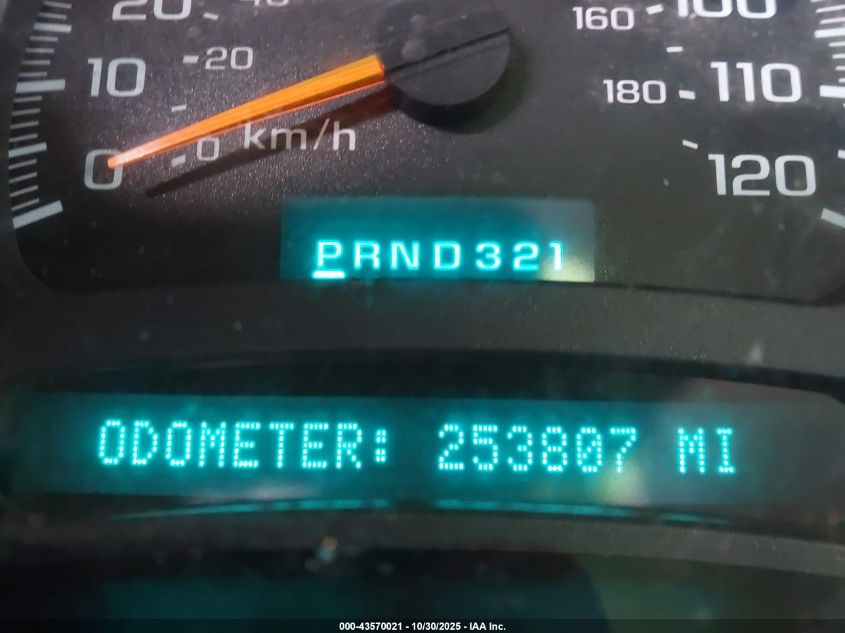 20 40 160 100
10 20 180 110
0 0 km/h 120
PRND321
ODOMETER: 253807 MI
000-43570021 - 10/30/2025 - IAA Inc.